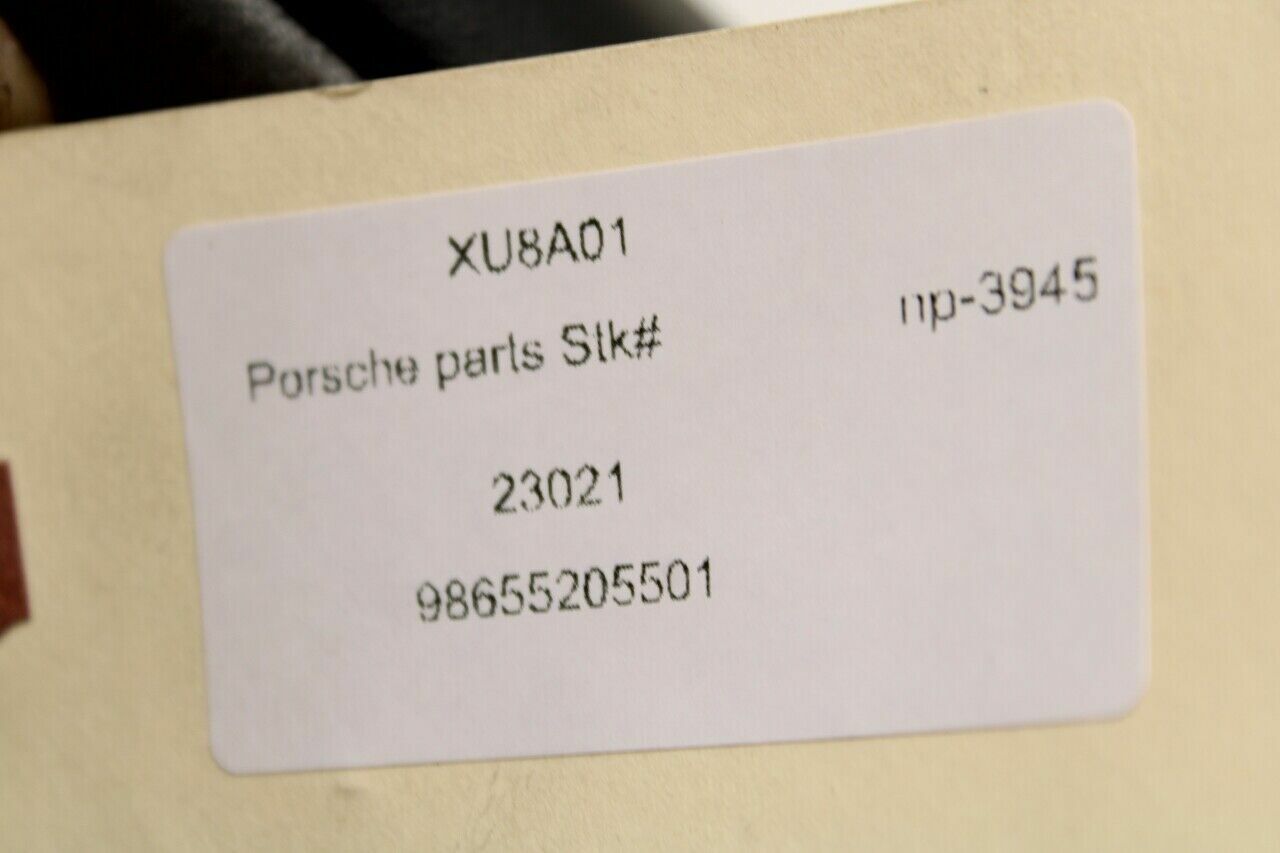 XU8A01
np-3945
Porsche parts Stk#
23021
98655205501